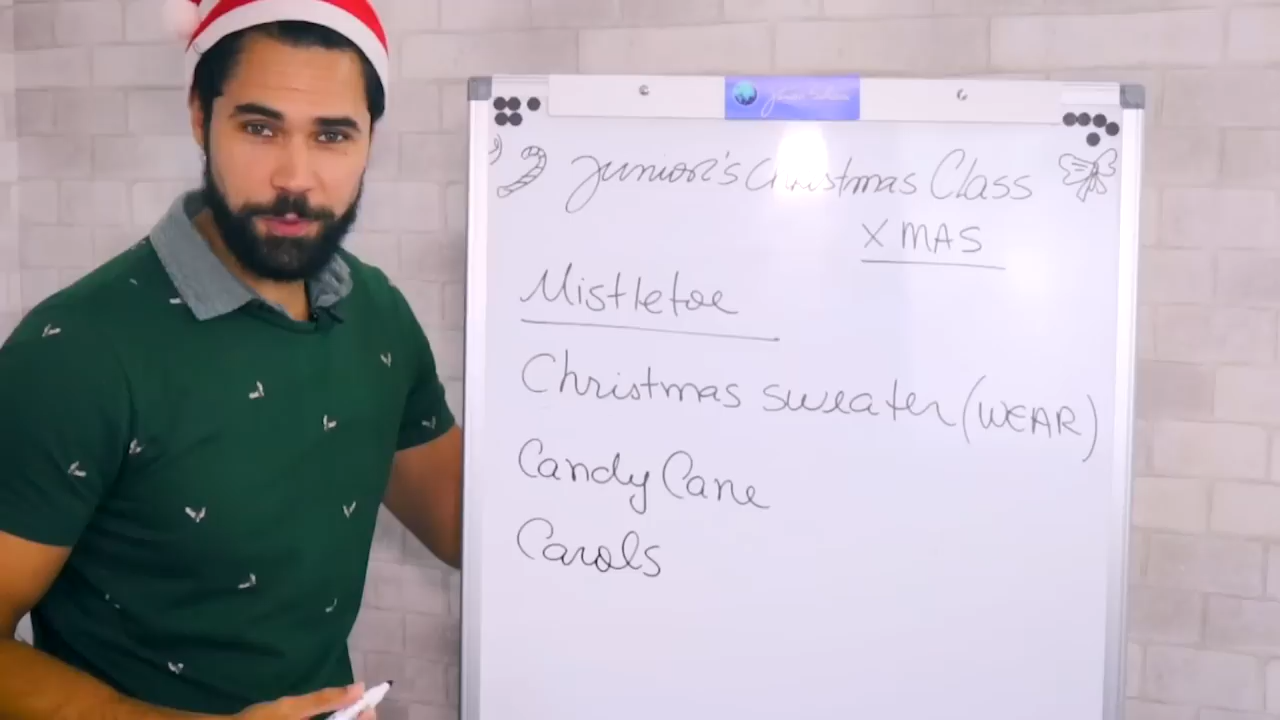 Junior's Christmas Class
XMAS
Mistletoe
Christmas sweater (WEAR)
Candy Cane
Carols